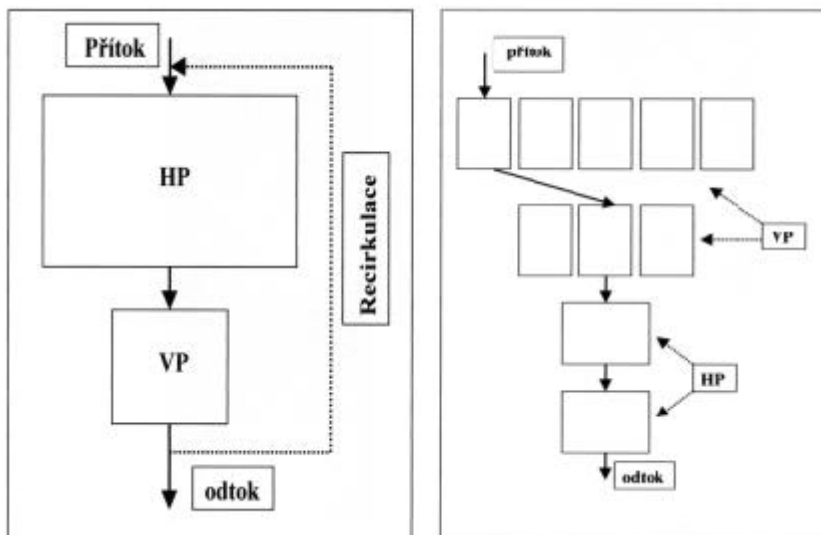 Přítok
HP
VP
Recirkulace
odtok
přítok
VP
HP
odtok